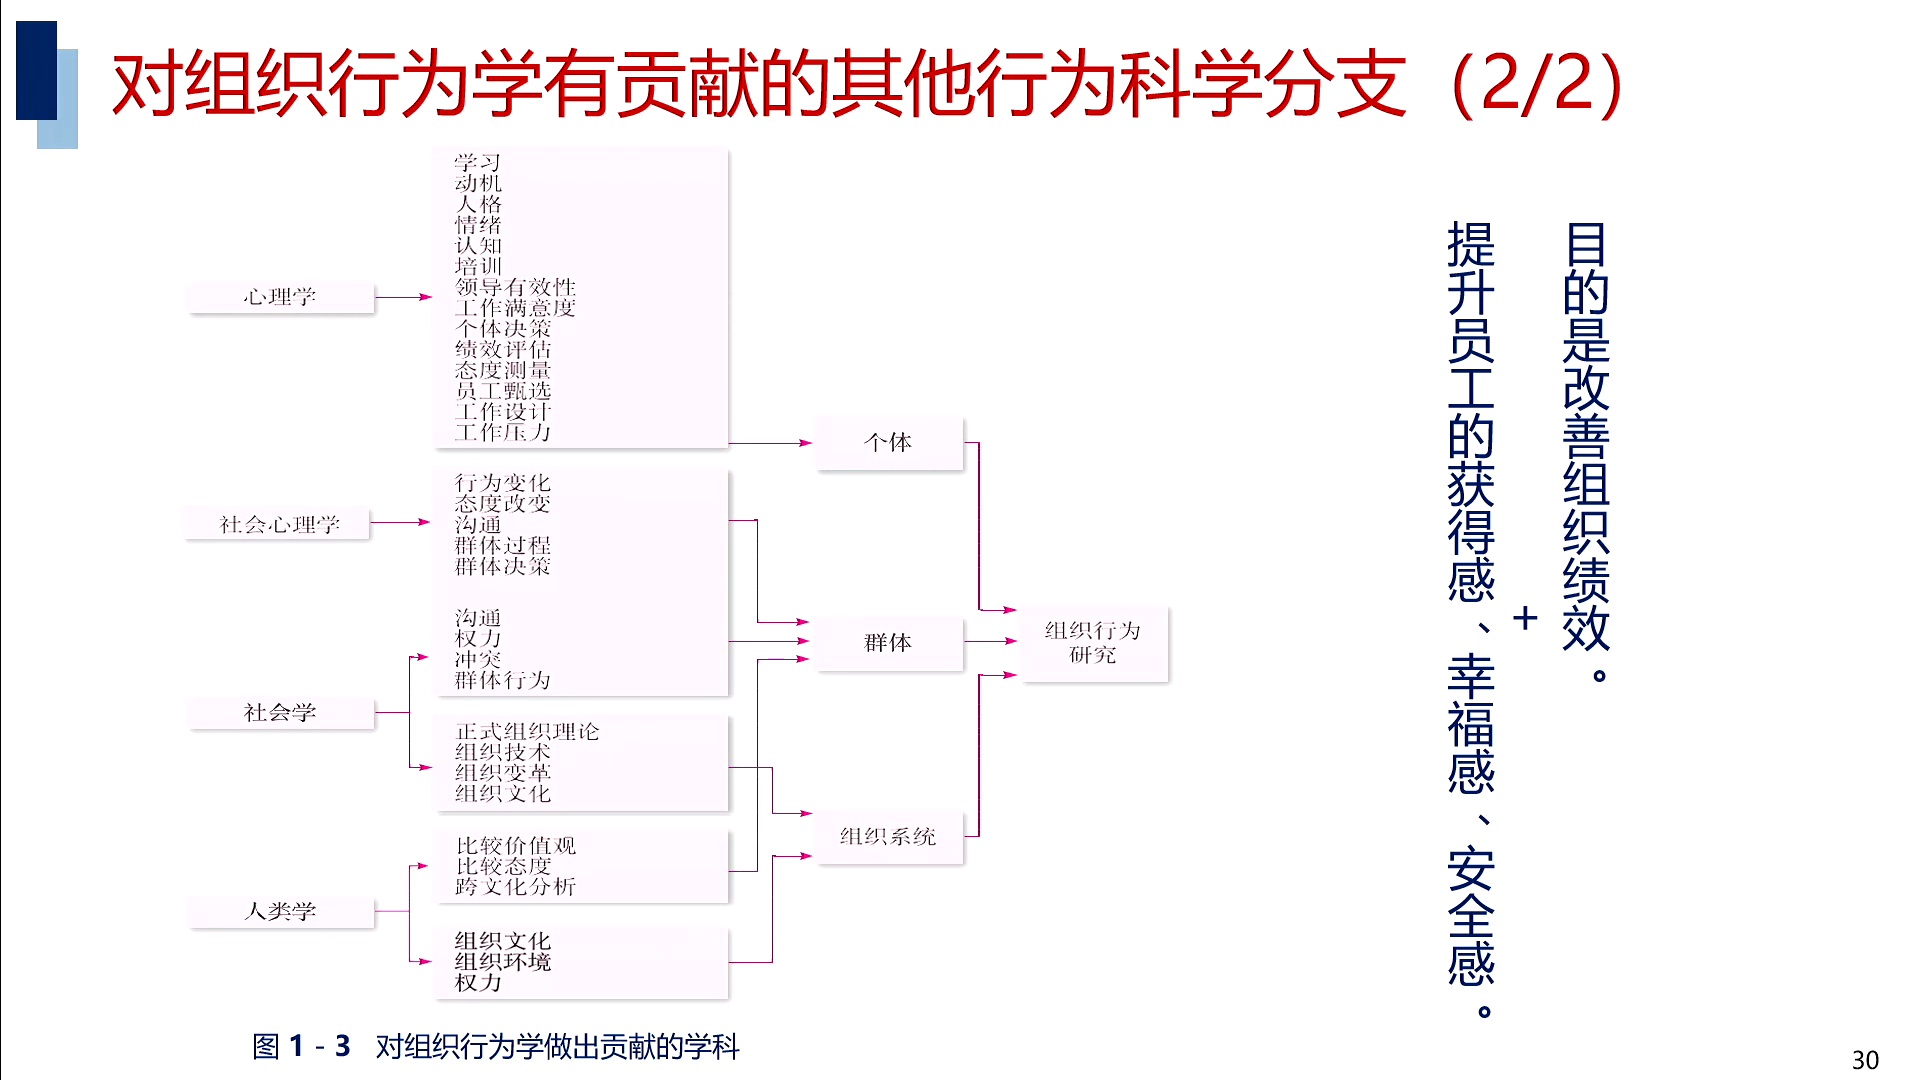 对组织行为学有贡献的其他行为科学分支（2/2）
心理学
学习
动机
人格
情绪
认知
培训
领导有效性
工作满意度
个体决策
绩效评估
态度测量
员工甄选
工作设计
工作压力
社会心理学
行为变化
态度改变
沟通
群体过程
群体决策
社会学
沟通
权力
冲突
群体行为
正式组织理论
组织技术
组织变革
组织文化
人类学
比较价值观
比较态度
跨文化分析
组织文化
组织环境
权力
个体
群体
组织系统
组织行为
研究
目的是改善组织绩效。
+
提升员工的获得感、幸福感、安全感。
图 1 - 3 对组织行为学做出贡献的学科
30